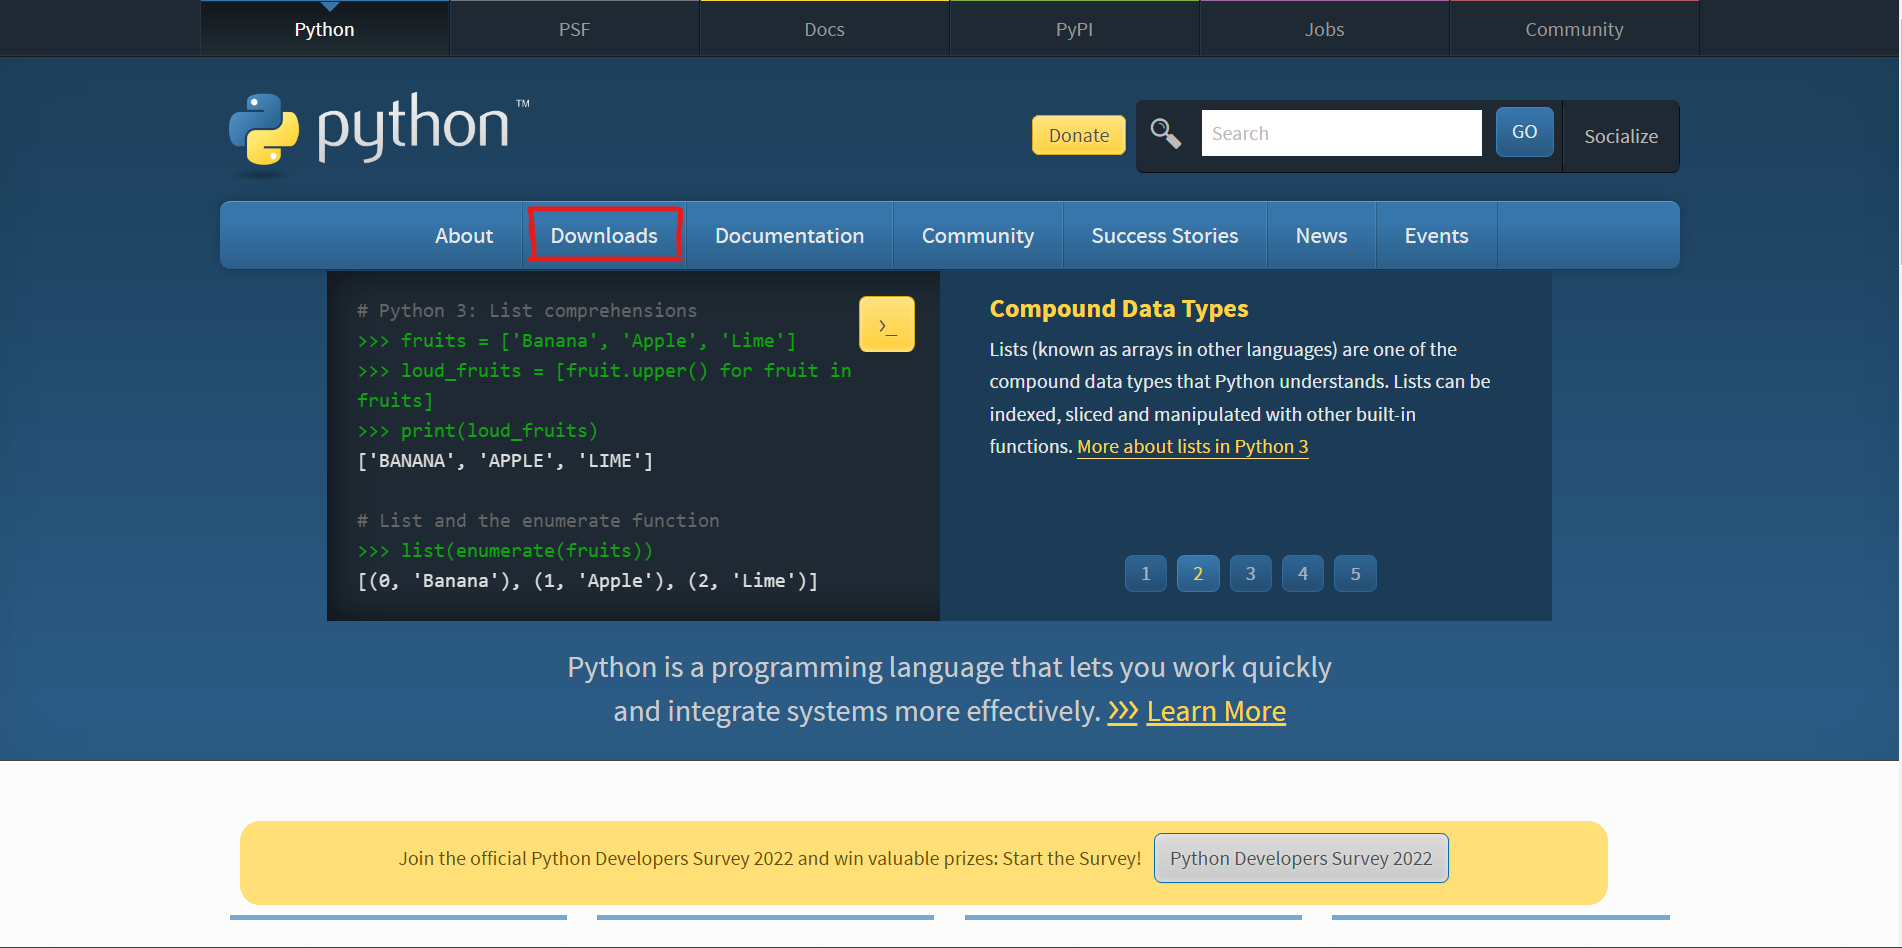 Python
PSF
Docs
PyPI
Jobs
Community
python™
Donate
Search
GO
Socialize
About
Downloads
Documentation
Community
Success Stories
News
Events
# Python 3: List comprehensions
>>> fruits = ['Banana', 'Apple', 'Lime']
>>> loud_fruits = [fruit.upper() for fruit in
fruits]
>>> print(loud_fruits)
['BANANA', 'APPLE', 'LIME']
# List and the enumerate function
>>> list(enumerate(fruits))
[(0, 'Banana'), (1, 'Apple'), (2, 'Lime')]
>_
Compound Data Types
Lists (known as arrays in other languages) are one of the
compound data types that Python understands. Lists can be
indexed, sliced and manipulated with other built-in
functions. More about lists in Python 3
1
2
3
4
5
Python is a programming language that lets you work quickly
and integrate systems more effectively. >>> Learn More
Join the official Python Developers Survey 2022 and win valuable prizes: Start the Survey!
Python Developers Survey 2022